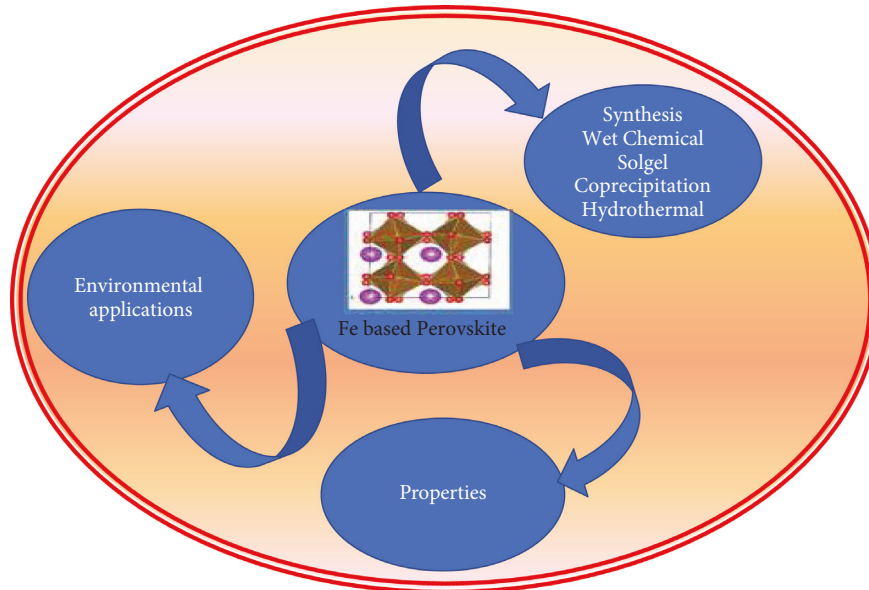 Synthesis
Wet Chemical
Solgel
Coprecipitation
Hydrothermal
Environmental
applications
Fe based Perovskite
Properties